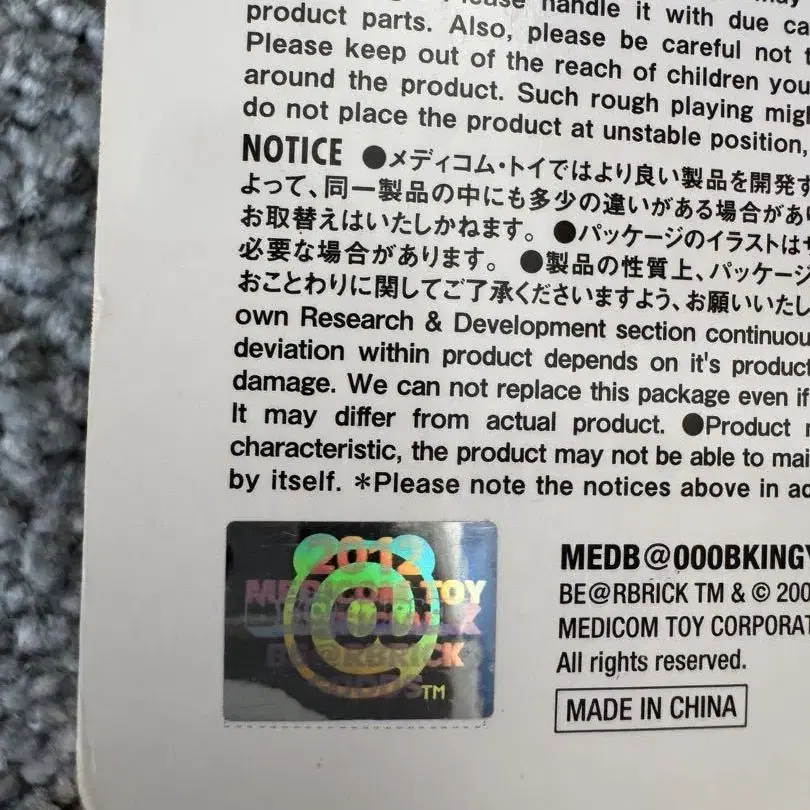 Please handle it with due ca
product parts. Also, please be careful not t
Please keep out of the reach of children you
around the product. Such rough playing migh
do not place the product at unstable position,
NOTICE ●メディコム・トイではより良い製品を開発す
よって、同一製品の中にも多少の違いがある場合があり
お取替えはいたしかねます。 ●パッケージのイラストはサ
必要な場合があります。 ●製品の性質上、パッケージ
おことわりに関してご了承くださいますよう、お願いいたし
own Research & Development section continuou
deviation within product depends on it's product
damage. We can not replace this package even if
It may differ from actual product. ●Product
characteristic, the product may not be able to mai
by itself. *Please note the notices above in ad
2012
MEDICOM TOY
BE@RBRICK
GOODS TM
@
MEDB@000BKINGY
BE@RBRICK TM & © 200
MEDICOM TOY CORPORAT
All rights reserved.
MADE IN CHINA